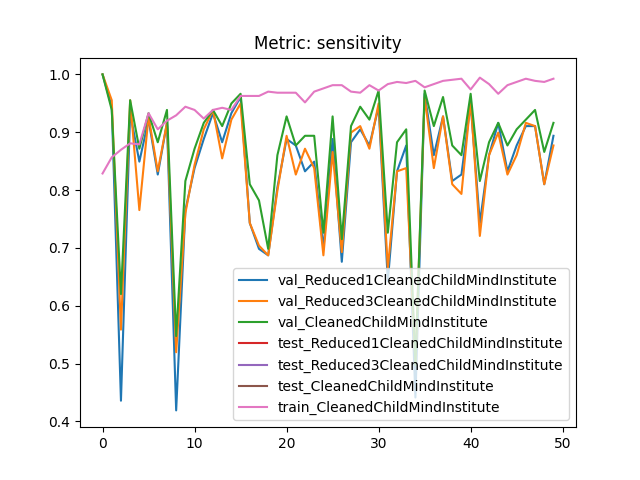 Metric: sensitivity
1.0
0.9
0.8
0.7
0.6
0.5
0.4
0
10
20
30
40
50
val_Reduced1CleanedChildMindInstitute
val_Reduced3CleanedChildMindInstitute
val_CleanedChildMindInstitute
test_Reduced1CleanedChildMindInstitute
test_Reduced3CleanedChildMindInstitute
test_CleanedChildMindInstitute
train_CleanedChildMindInstitute